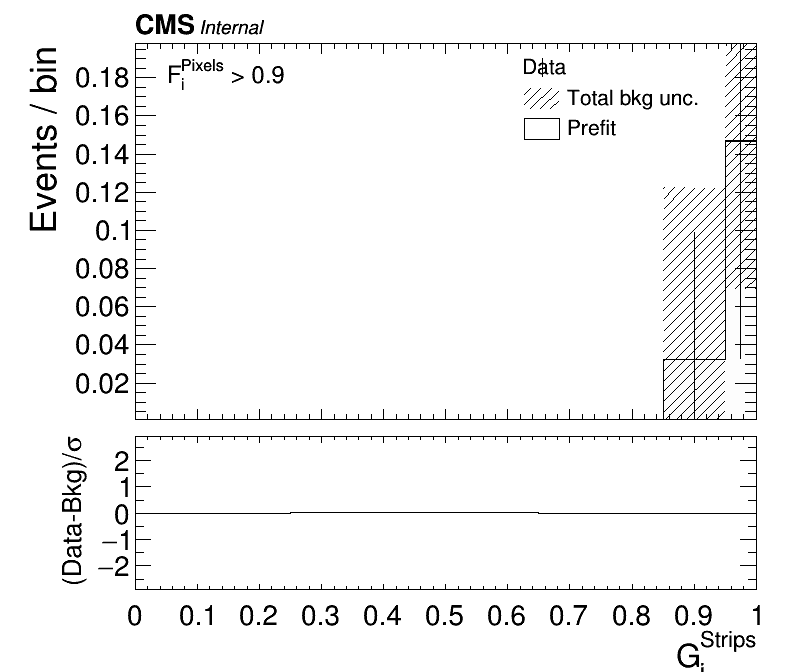 CMS Internal
F_i^Pixels > 0.9
Data
Total bkg unc.
Prefit
Events / bin
0.18
0.16
0.14
0.12
0.1
0.08
0.06
0.04
0.02
(Data-Bkg)/σ
2
1
0
−1
−2
0 0.1 0.2 0.3 0.4 0.5 0.6 0.7 0.8 0.9 1
G_i^Strips